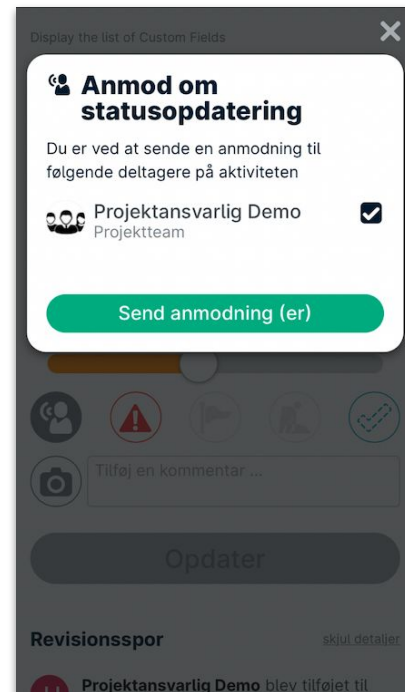 Display the list of Custom Fields
Anmod om
statusopdatering
Du er ved at sende en anmodning til
følgende deltagere på aktiviteten
Projektansvarlig Demo
Projektteam
Send anmodning (er)
Tilføj en kommentar ...
Opdater
Revisionsspor
skjul detaljer
Projektansvarlig Demo blev tilføjet til